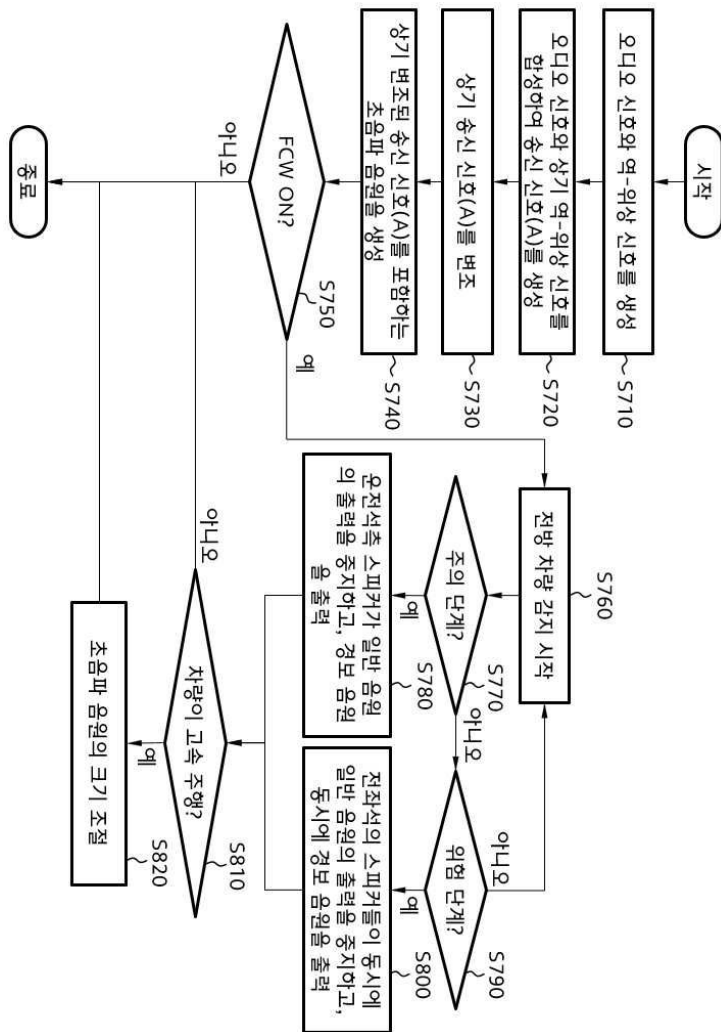 시작
오디오 신호와 역-위상 신호를 생성
S710
오디오 신호와 상기 역-위상 신호를
합성하여 송신 신호(A)를 생성
S720
상기 송신 신호(A)를 변조
S730
상기 변조된 송신 신호(A)를 포함하는
초음파 음원을 생성
S740
FCW ON?
S750
예
아니오
종료
전방 차량 감지 시작
S760
주의 단계?
S770
예
아니오
운전석측 스피커가 일반 음원
의 출력을 중지하고, 경보 음원
을 출력
S780
위험 단계?
S790
예
아니오
전좌석의 스피커들이 동시에
일반 음원의 출력을 중지하고,
동시에 경보 음원을 출력
S800
차량이 고속 주행?
S810
예
아니오
초음파 음원의 크기 조절
S820